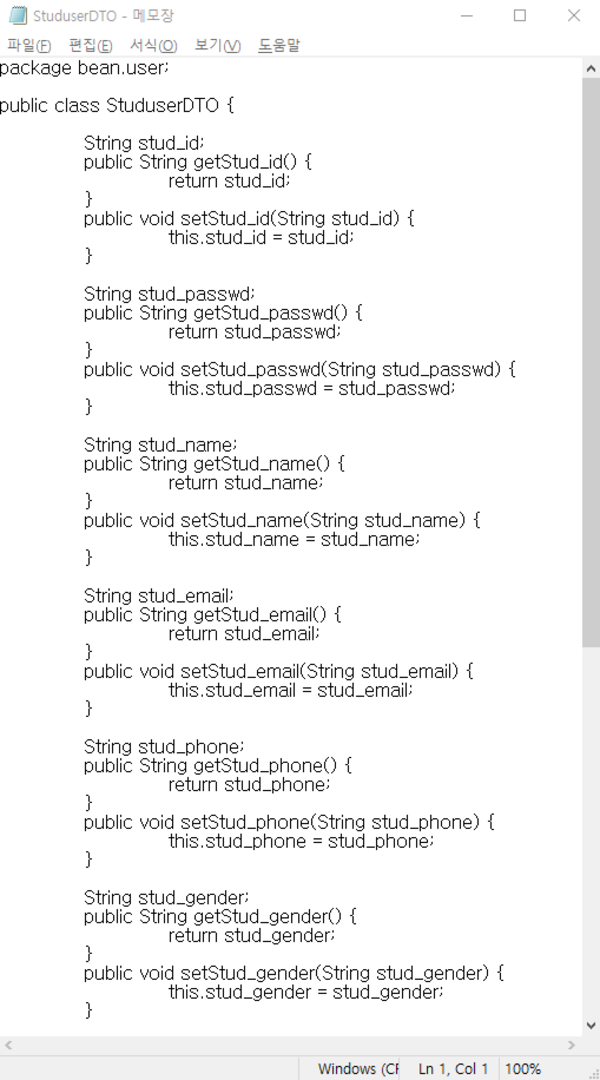 StuduserDTO - 메모장
파일(F) 편집(E) 서식(O) 보기(V) 도움말
package bean.user;
public class StuduserDTO {
String stud_id;
public String getStud_id() {
return stud_id;
}
public void setStud_id(String stud_id) {
this.stud_id = stud_id;
}
String stud_passwd;
public String getStud_passwd() {
return stud_passwd;
}
public void setStud_passwd(String stud_passwd) {
this.stud_passwd = stud_passwd;
}
String stud_name;
public String getStud_name() {
return stud_name;
}
public void setStud_name(String stud_name) {
this.stud_name = stud_name;
}
String stud_email;
public String getStud_email() {
return stud_email;
}
public void setStud_email(String stud_email) {
this.stud_email = stud_email;
}
String stud_phone;
public String getStud_phone() {
return stud_phone;
}
public void setStud_phone(String stud_phone) {
this.stud_phone = stud_phone;
}
String stud_gender;
public String getStud_gender() {
return stud_gender;
}
public void setStud_gender(String stud_gender) {
this.stud_gender = stud_gender;
}
Windows (CF Ln 1, Col 1 100%